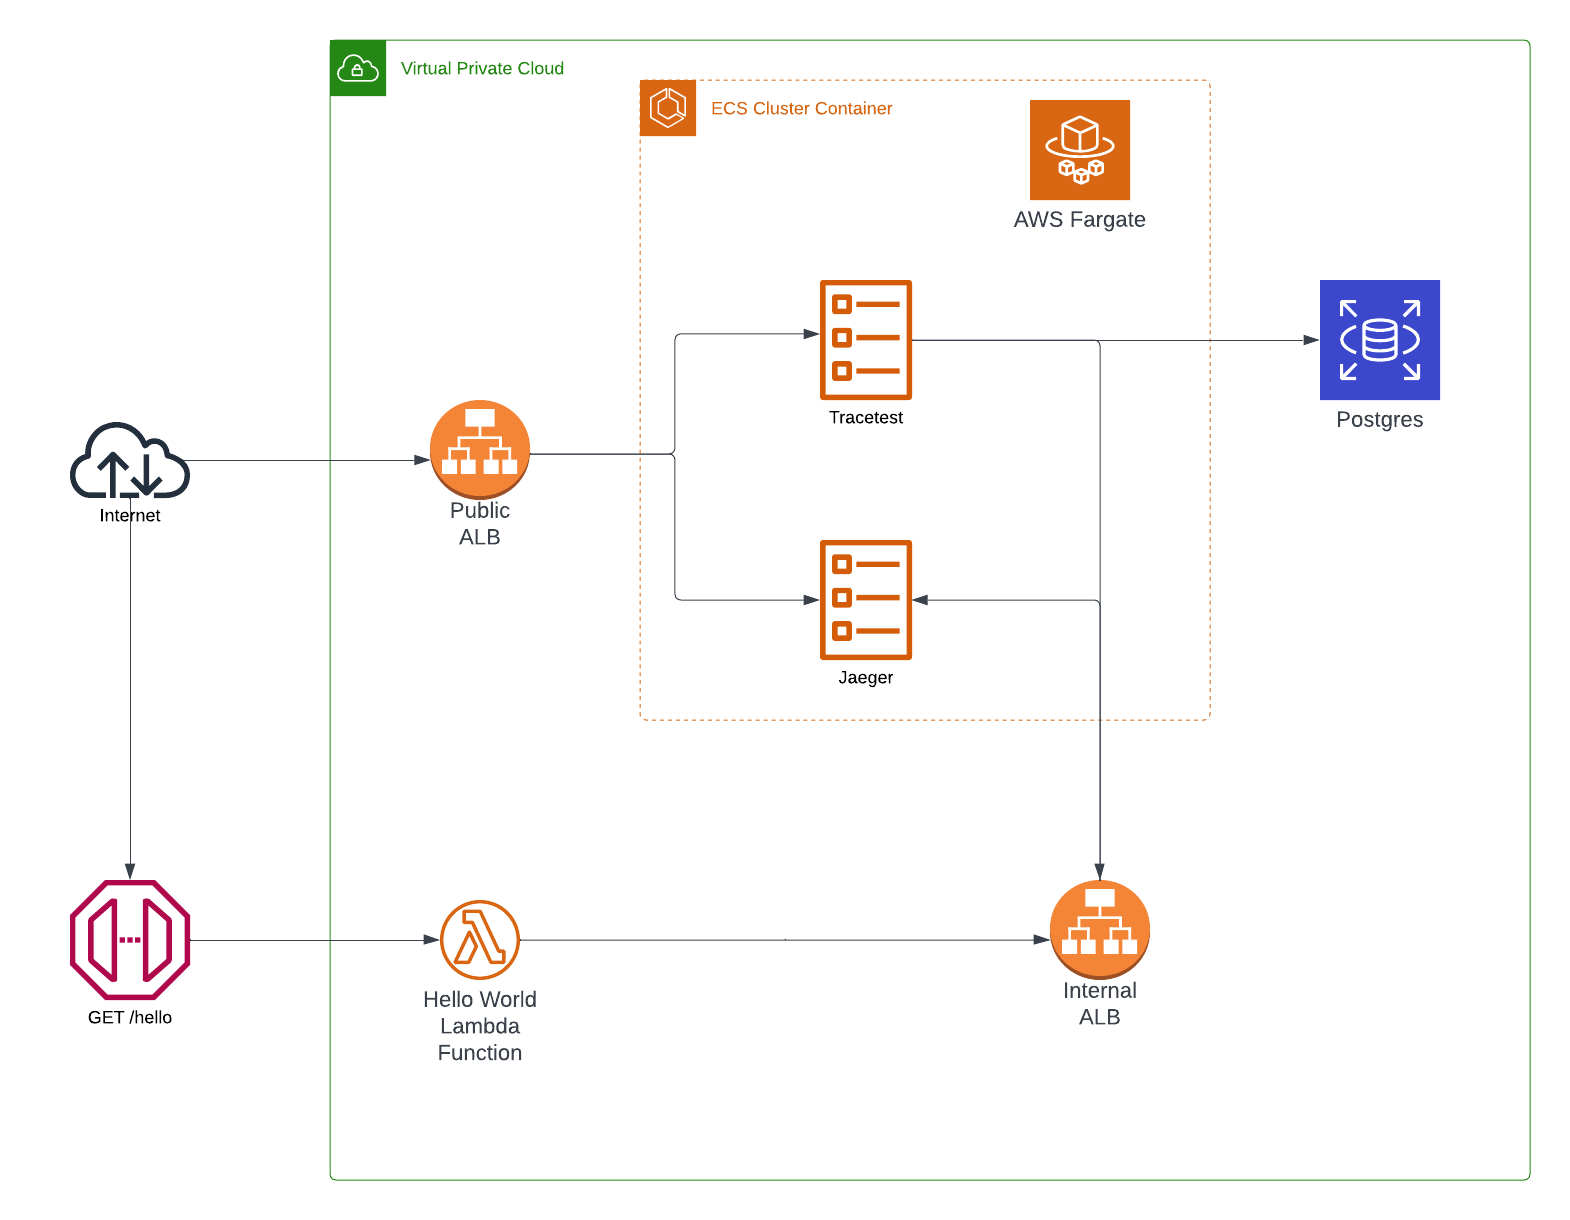 Virtual Private Cloud
ECS Cluster Container
AWS Fargate
Tracetest
Postgres
Internet
Public
ALB
Jaeger
GET /hello
Hello World
Lambda
Function
Internal
ALB